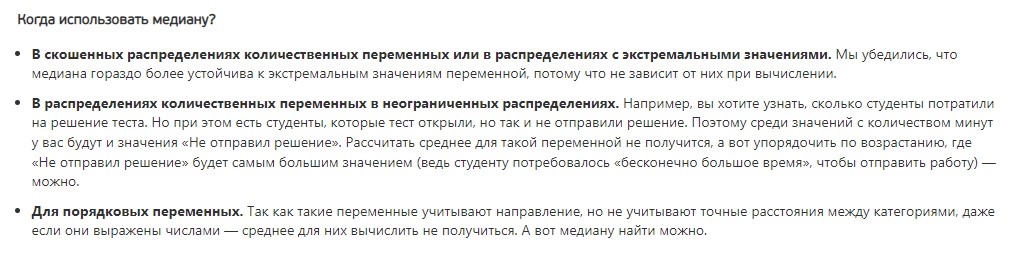 Когда использовать медиану?
• В скошенных распределениях количественных переменных или в распределениях с экстремальными значениями. Мы убедились, что
медиана гораздо более устойчива к экстремальным значениям переменной, потому что не зависит от них при вычислении.
• В распределениях количественных переменных в неограниченных распределениях. Например, вы хотите узнать, сколько студенты потратили
на решение теста. Но при этом есть студенты, которые тест открыли, но так и не отправили решение. Поэтому среди значений с количеством минут
у вас будут и значения «Не отправил решение». Рассчитать среднее для такой переменной не получится, а вот упорядочить по возрастанию, где
«Не отправил решение» будет самым большим значением (ведь студенту потребовалось «бесконечно большое время», чтобы отправить работу) —
можно.
• Для порядковых переменных. Так как такие переменные учитывают направление, но не учитывают точные расстояния между категориями, даже
если они выражены числами — среднее для них вычислить не получиться. А вот медиану найти можно.